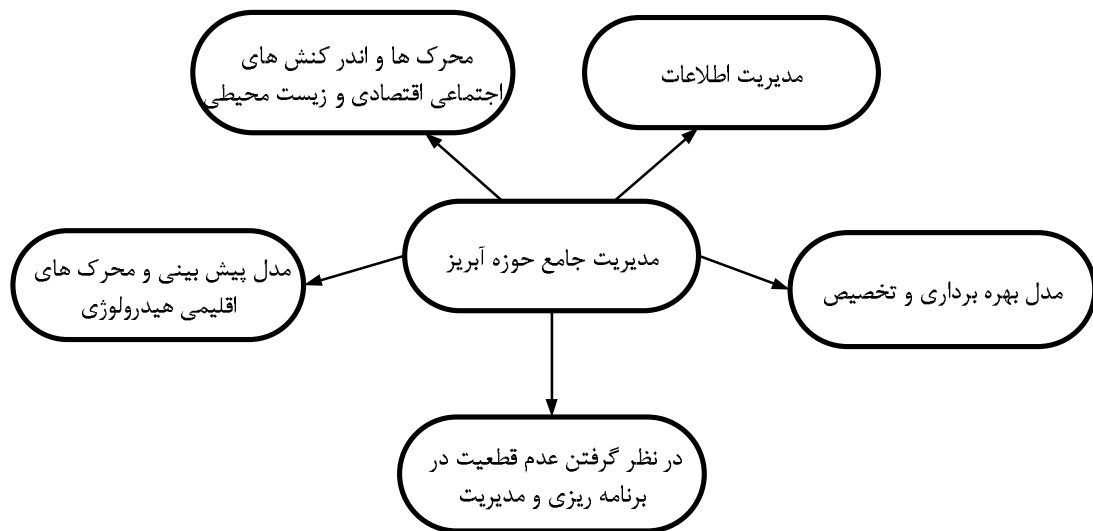 محرک ها و اندر کنش های
اجتماعی اقتصادی و زیست محیطی
مدیریت اطلاعات
مدیریت جامع حوزه آبریز
مدل پیش بینی و محرک های
اقلیمی هیدرولوژی
مدل بهره برداری و تخصیص
در نظر گرفتن عدم قطعیت در
برنامه ریزی و مدیریت